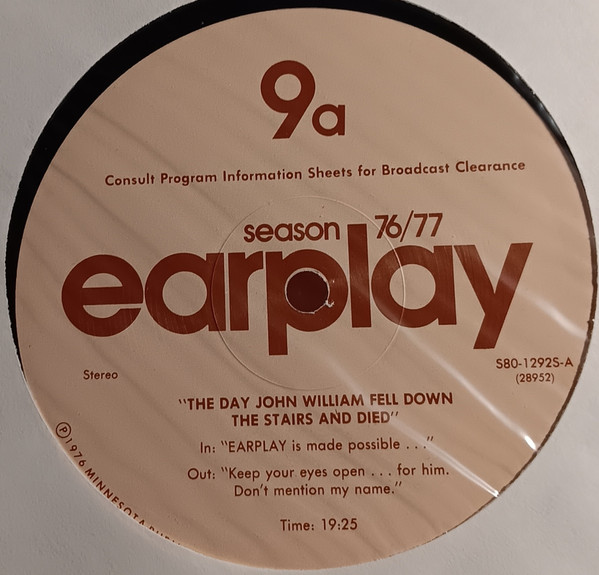 9a
Consult Program Information Sheets for Broadcast Clearance
season 76/77
earplay
Stereo
S80-1292S-A
(28952)
"THE DAY JOHN WILLIAM FELL DOWN
THE STAIRS AND DIED"
In: "EARPLAY is made possible . . ."
Out: "Keep your eyes open . . . for him.
Don't mention my name."
Time: 19:25
Ⓟ1976 MINNESOTA